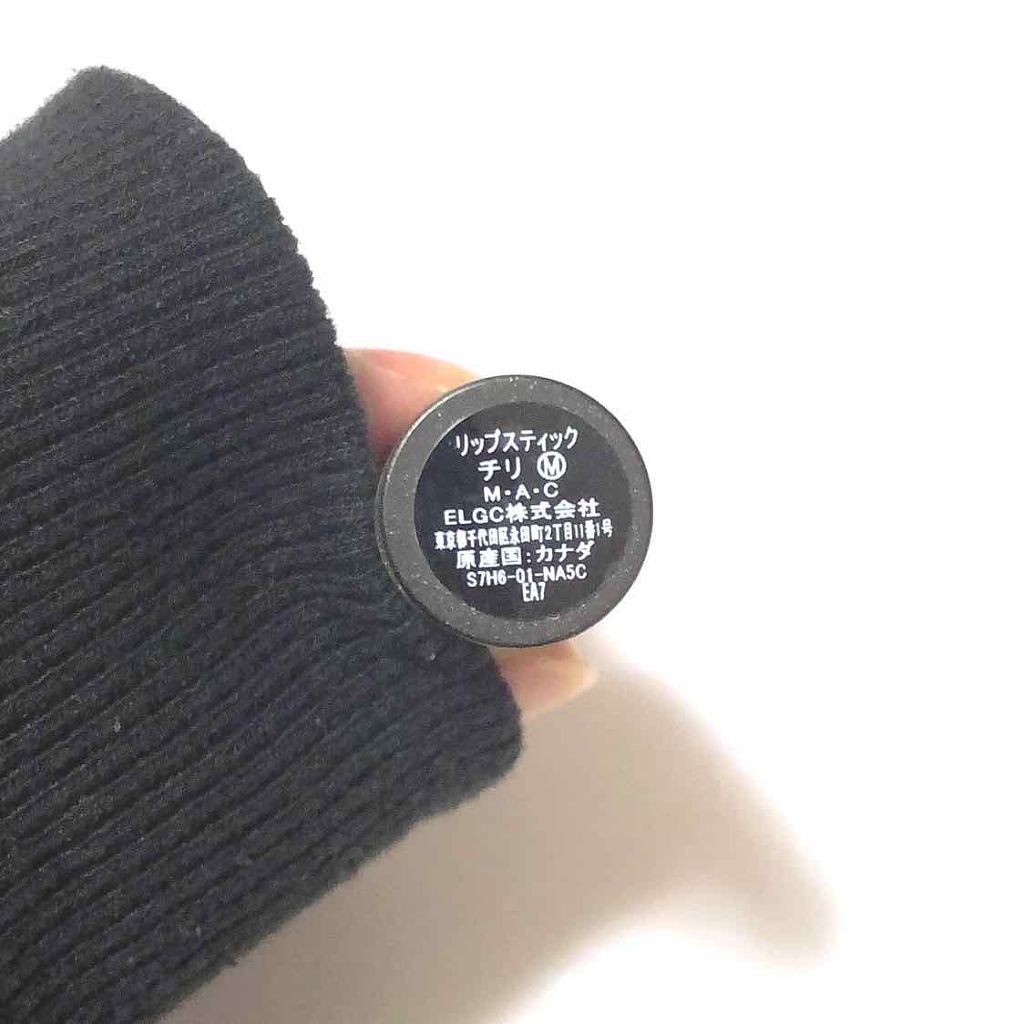 リップスティック
チリ Ⓜ
M・A・C
ELGC株式会社
東京都千代田区永田町2丁目11番1号
原産国:カナダ
S7H6-01-NA5C
EA7